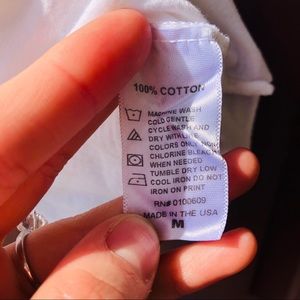 100% COTTON
MACHINE WASH
COLD GENTLE
CYCLE WASH AND
DRY WITH LIKE
COLORS ONLY NON
CHLORINE BLEACH
WHEN NEEDED
TUMBLE DRY LOW
COOL IRON DO NOT
IRON ON PRINT
RN# 0100609
MADE IN THE USA
M